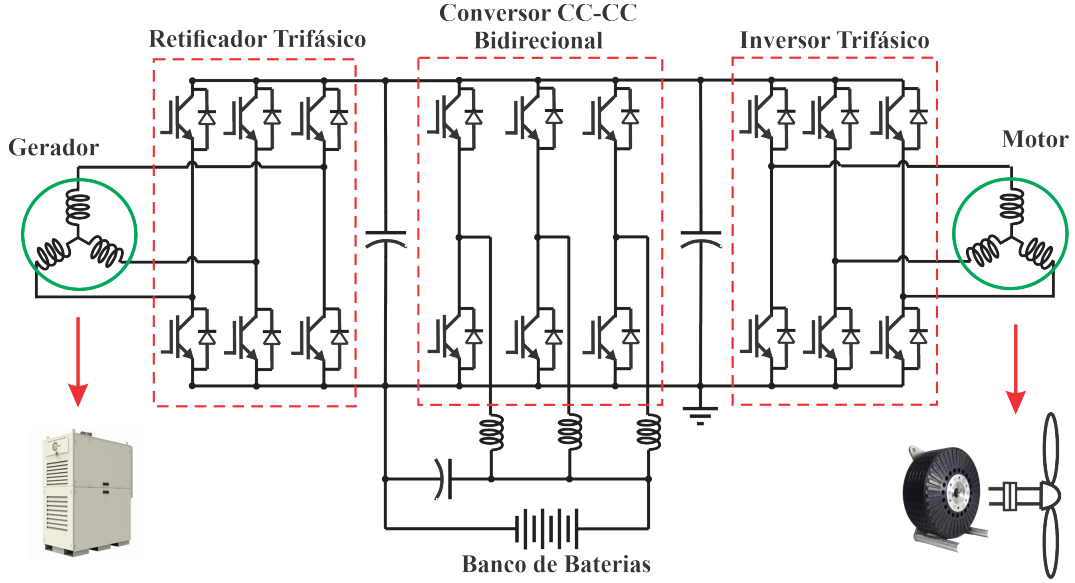 Conversor CC-CC
Bidirecional
Retificador Trifásico
Inversor Trifásico
Gerador
Motor
Banco de Baterias